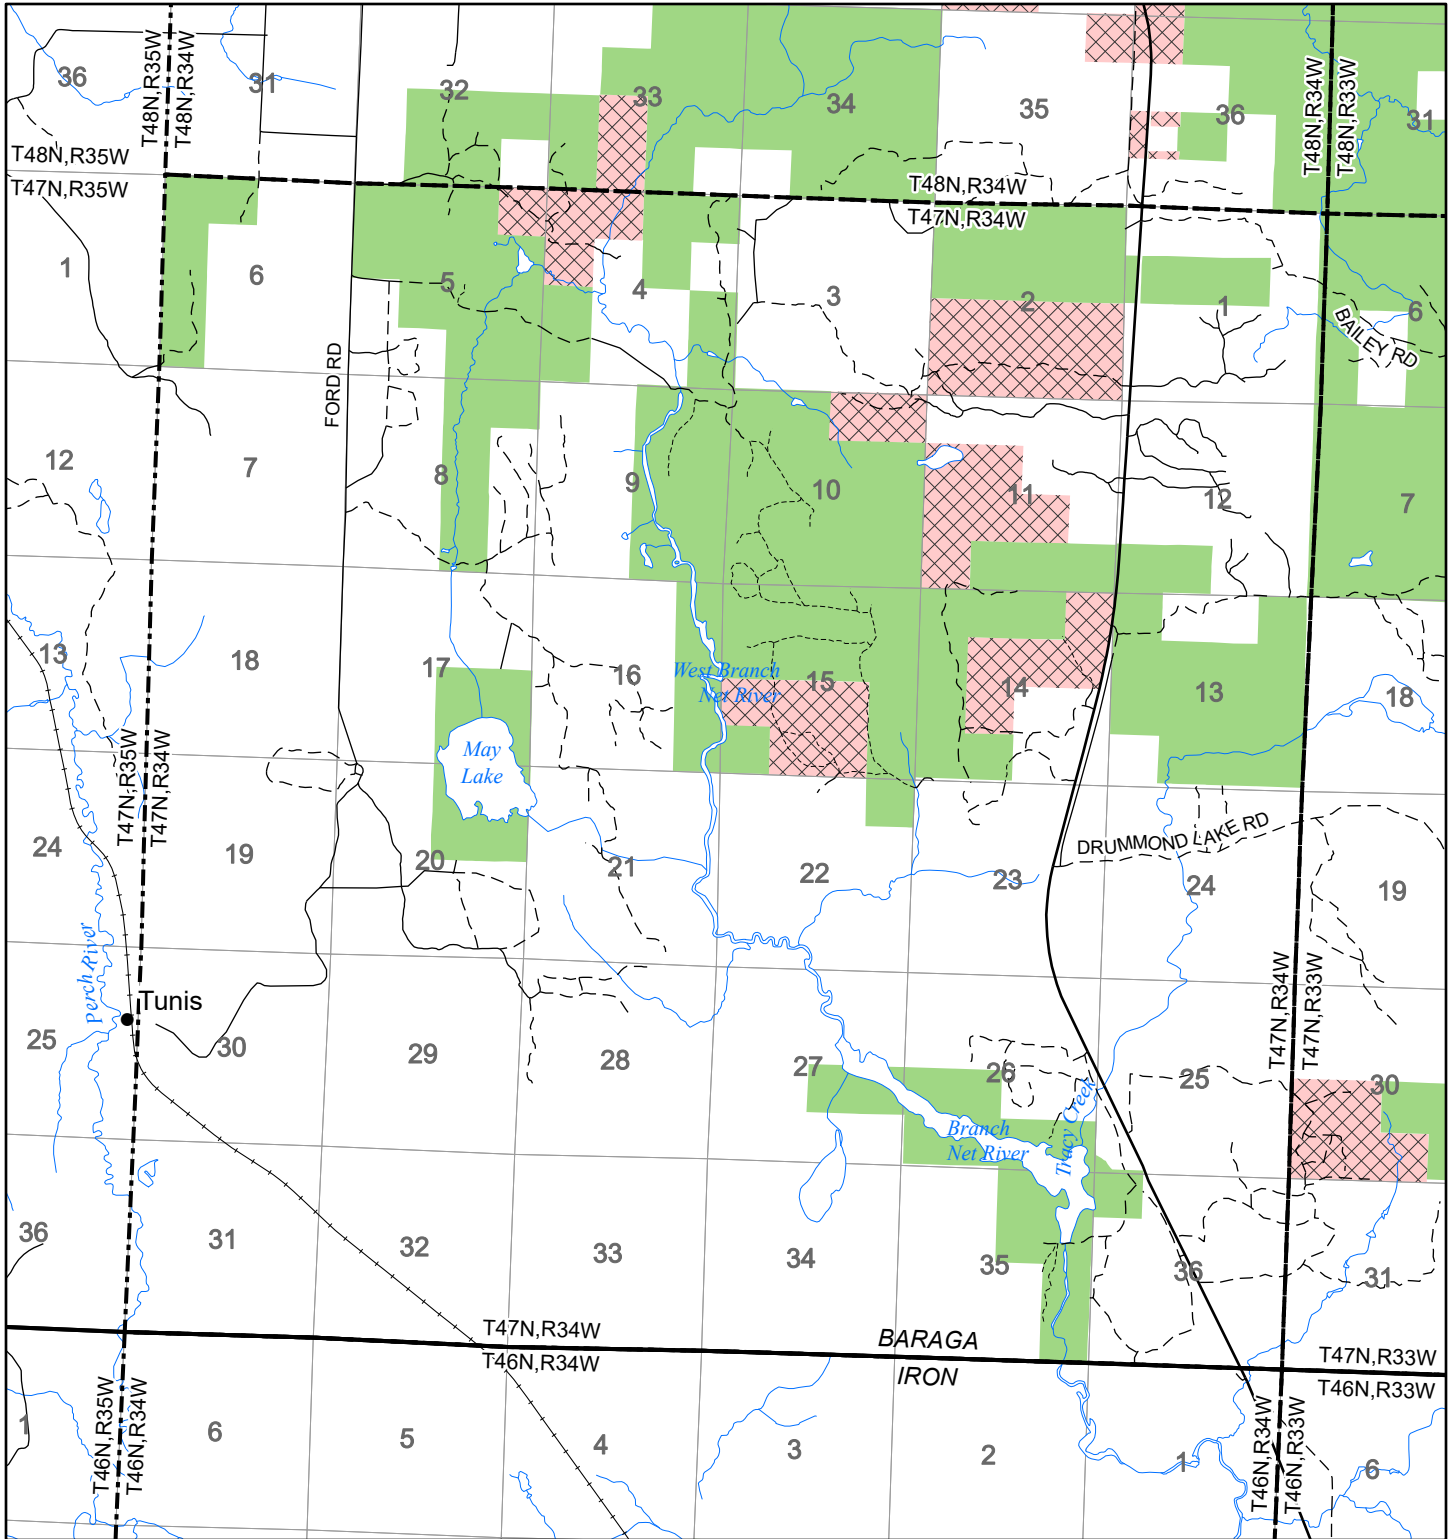 36
31
32
33
34
35
36
31
T48N,R35W
T48N,R34W
T48N,R34W
T48N,R33W
T48N,R35W
T47N,R35W
T48N,R34W
T47N,R34W
1
6
5
4
3
2
1
6
BAILEY RD
FORD RD
12
7
8
9
10
11
12
7
13
18
17
16
15
14
13
18
West Branch
Net River
May
Lake
T47N,R35W
T47N,R34W
24
19
20
21
22
23
24
19
DRUMMOND LAKE RD
Perch River
Tunis
T47N,R34W
T47N,R33W
25
30
29
28
27
26
25
30
Branch
Net River
Tracy Creek
36
31
32
33
34
35
36
31
T47N,R34W
T46N,R34W
BARAGA
IRON
T47N,R33W
T46N,R33W
T46N,R35W
T46N,R34W
T46N,R34W
T46N,R33W
1
6
5
4
3
2
1
6